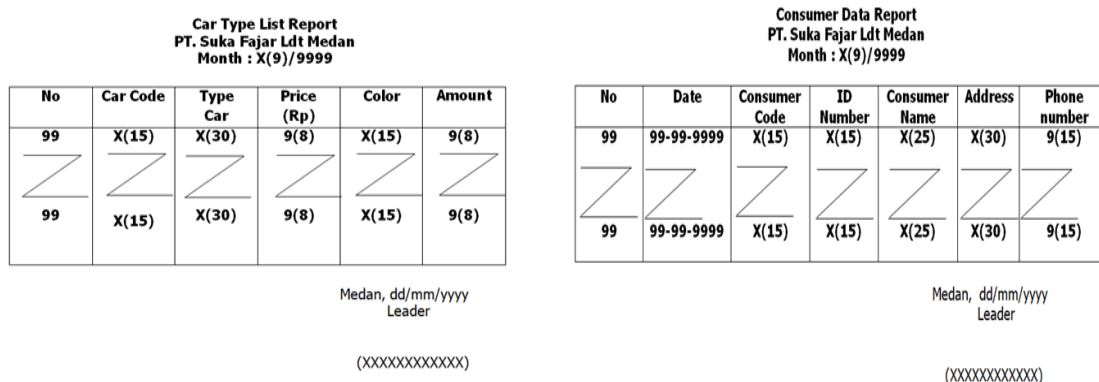 Car Type List Report
PT. Suka Fajar Ldt Medan
Month : X(9)/9999
No Car Code Type Car Price (Rp) Color Amount
99 X(15) X(30) 9(8) X(15) 9(8)
99 X(15) X(30) 9(8) X(15) 9(8)
Medan, dd/mm/yyyy
Leader
(XXXXXXXXXXXX)
Consumer Data Report
PT. Suka Fajar Ldt Medan
Month : X(9)/9999
No Date Consumer Code ID Number Consumer Name Address Phone number
99 99-99-9999 X(15) X(15) X(25) X(30) 9(15)
99 99-99-9999 X(15) X(15) X(25) X(30) 9(15)
Medan, dd/mm/yyyy
Leader
(XXXXXXXXXXXX)